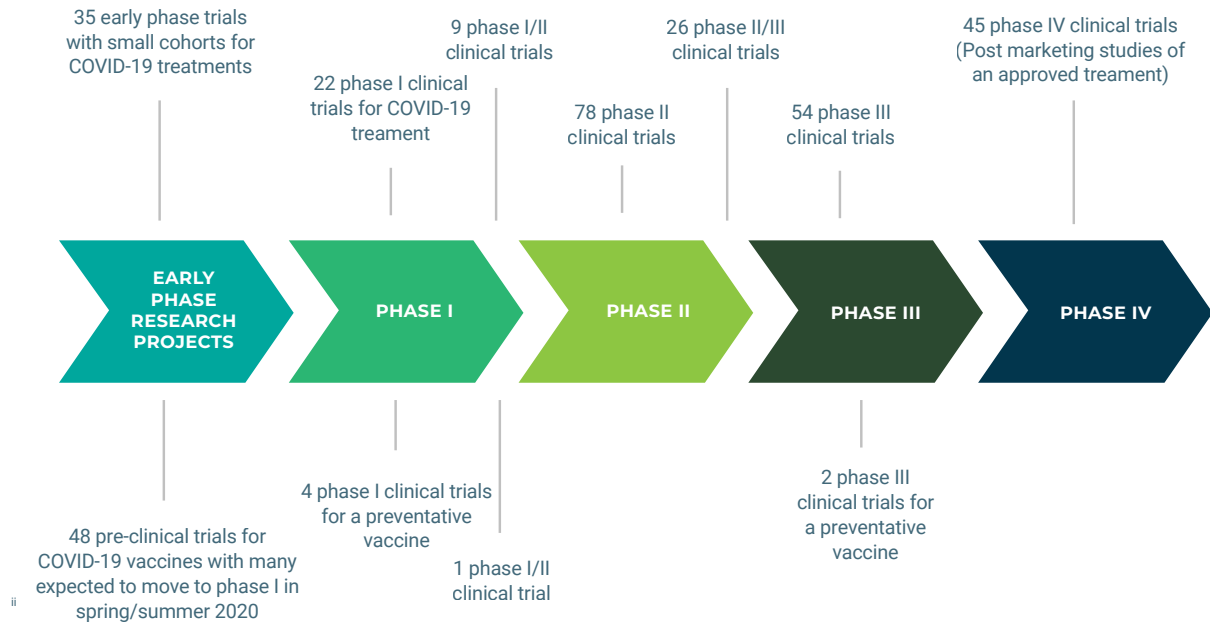 35 early phase trials
with small cohorts for
COVID-19 treatments
22 phase I clinical
trials for COVID-19
treament
9 phase I/II
clinical trials
78 phase II
clinical trials
26 phase II/III
clinical trials
54 phase III
clinical trials
45 phase IV clinical trials
(Post marketing studies of
an approved treament)
EARLY
PHASE
RESEARCH
PROJECTS
PHASE I
PHASE II
PHASE III
PHASE IV
48 pre-clinical trials for
COVID-19 vaccines with many
expected to move to phase I in
spring/summer 2020
4 phase I clinical trials
for a preventative
vaccine
1 phase I/II
clinical trial
2 phase III
clinical trials for
a preventative
vaccine
ii